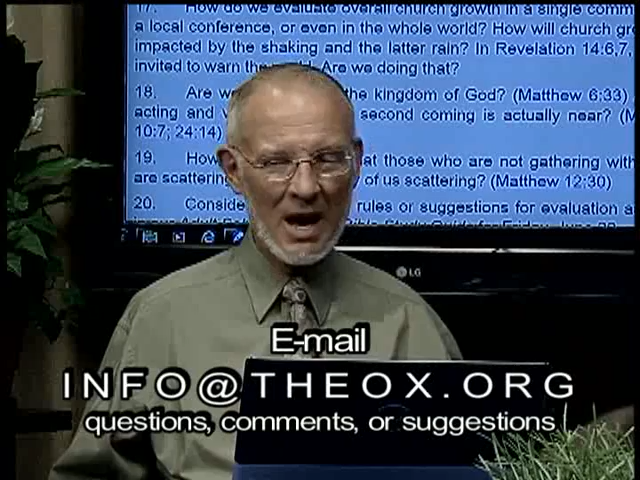 17. How do we evaluate overall church growth in a single comm
a local conference, or even in the whole world? How will church gr
impacted by the shaking and the latter rain? In Revelation 14:6,7,
invited to warn the Are we doing that?
18. Are we the kingdom of God? (Matthew 6:33)
acting and second coming is actually near? (M
10:7; 24:14)
19. How at those who are not gathering with
are scattering of us scattering? (Matthew 12:30)
20. Conside rules or suggestions for evaluation a
LG
E-mail
INFO@THEOX.ORG
questions, comments, or suggestions